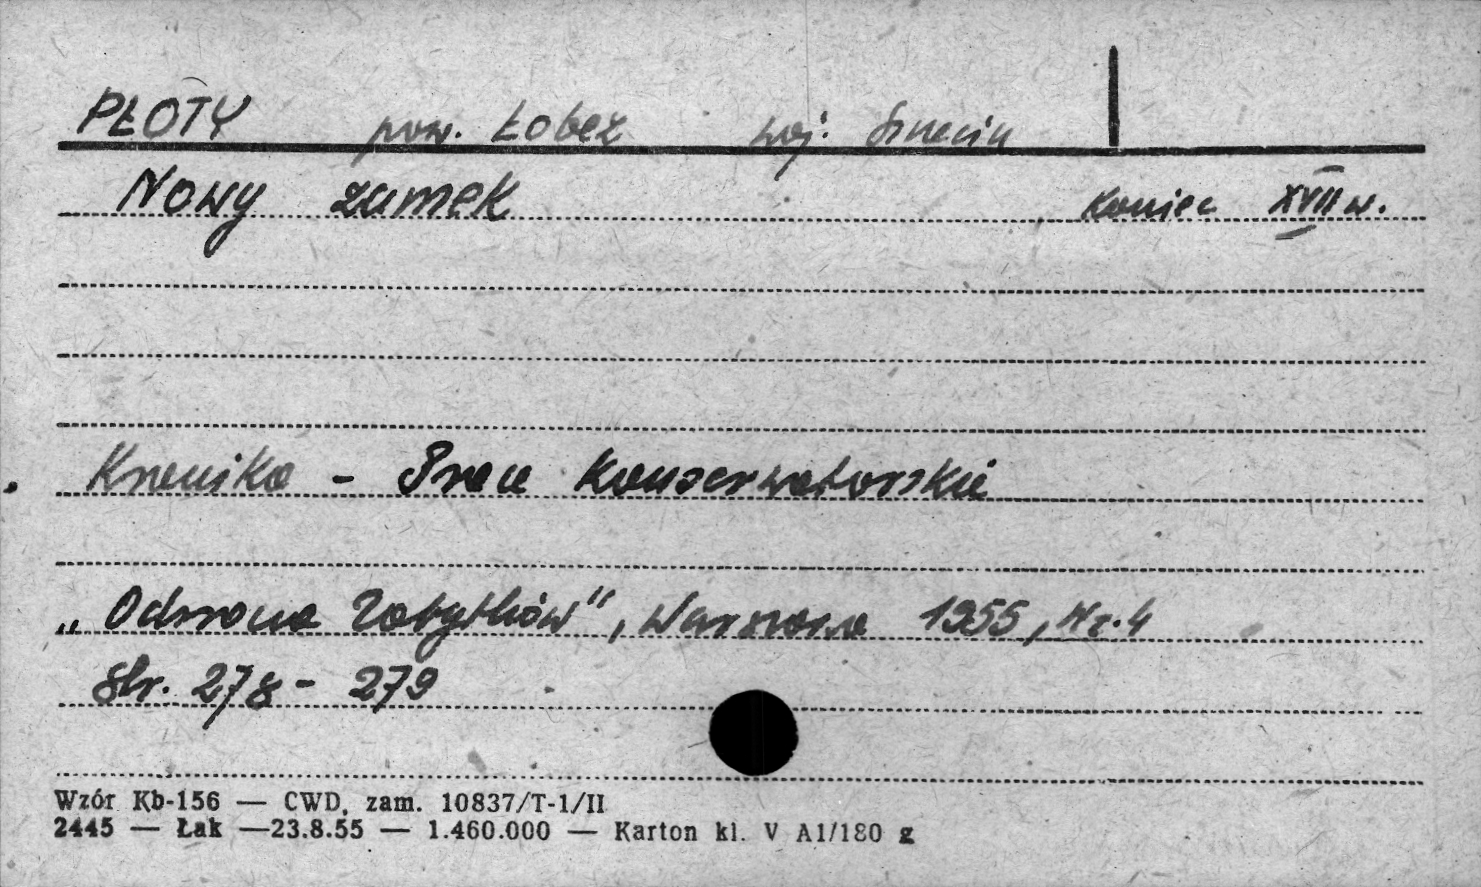 PŁOTY pow. Łobez woj. Szczecin
Nowy zamek koniec XVII w.
Kronika - Prace Konserwatorskie
„Ochrona Zabytków", Warszawa 1955, Nr. 4
Str. 278 - 279
Wzór Kb-156 — CWD, zam. 10837/T-1/II
2445 — Łak —23.8.55 — 1.460.000 — Karton kl. V A1/180 g